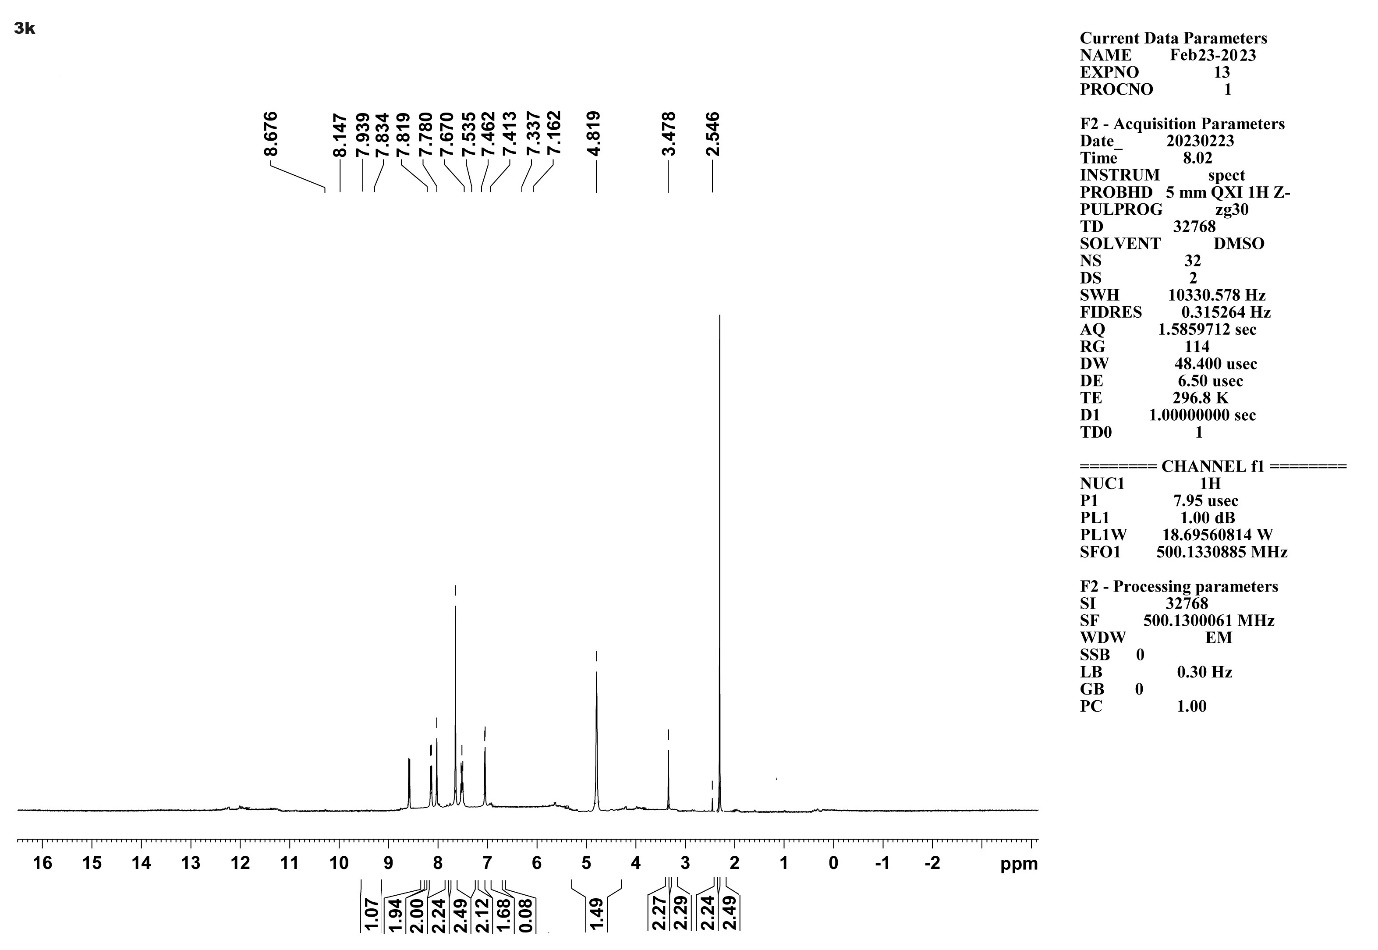 3k
8.676
8.147
7.939
7.834
7.819
7.780
7.670
7.535
7.462
7.413
7.337
7.162
4.819
3.478
2.546
Current Data Parameters
NAME Feb23-2023
EXPNO 13
PROCNO 1
F2 - Acquisition Parameters
Date_ 20230223
Time 8.02
INSTRUM spect
PROBHD 5 mm QXI 1H Z-
PULPROG zg30
TD 32768
SOLVENT DMSO
NS 32
DS 2
SWH 10330.578 Hz
FIDRES 0.315264 Hz
AQ 1.5859712 sec
RG 114
DW 48.400 usec
DE 6.50 usec
TE 296.8 K
D1 1.00000000 sec
TD0 1
======== CHANNEL f1 ========
NUC1 1H
P1 7.95 usec
PL1 1.00 dB
PL1W 18.69560814 W
SFO1 500.1330885 MHz
F2 - Processing parameters
SI 32768
SF 500.1300061 MHz
WDW EM
SSB 0
LB 0.30 Hz
GB 0
PC 1.00
16 15 14 13 12 11 10 9 8 7 6 5 4 3 2 1 0 -1 -2 ppm
1.07
1.94
2.00
2.24
2.49
2.12
1.68
0.08
1.49
2.27
2.29
2.24
2.49